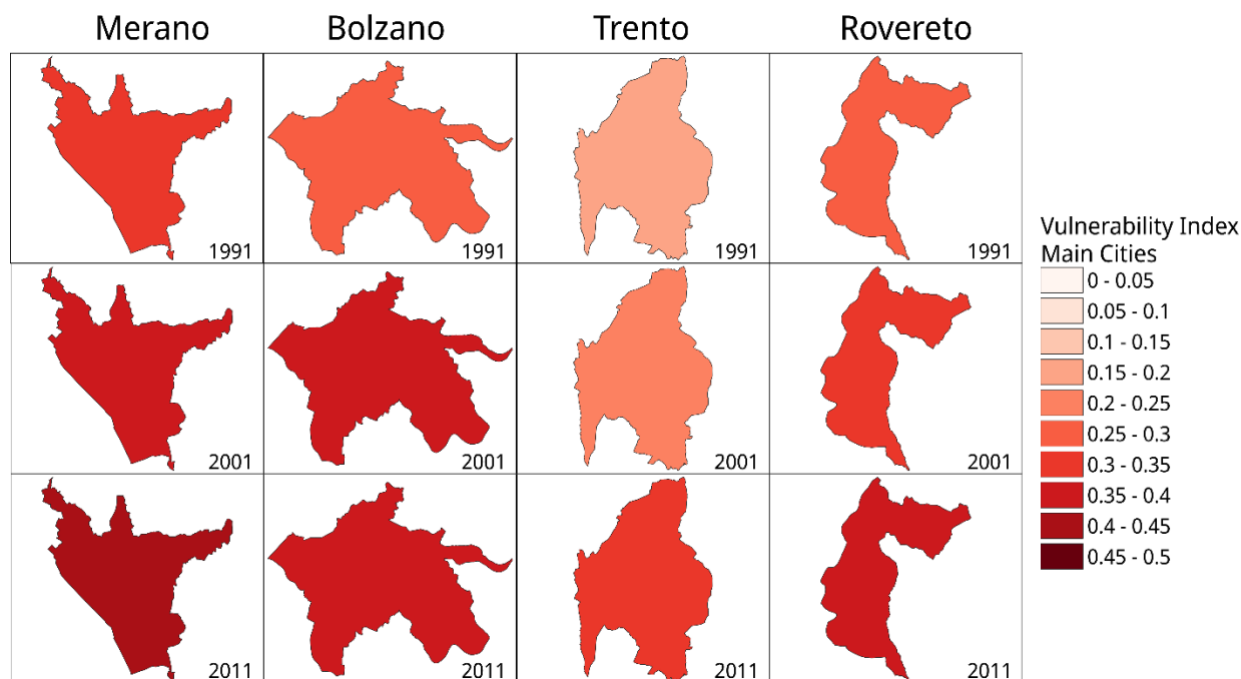 Merano
Bolzano
Trento
Rovereto
1991
1991
1991
1991
2001
2001
2001
2001
2011
2011
2011
2011
Vulnerability Index
Main Cities
0 - 0.05
0.05 - 0.1
0.1 - 0.15
0.15 - 0.2
0.2 - 0.25
0.25 - 0.3
0.3 - 0.35
0.35 - 0.4
0.4 - 0.45
0.45 - 0.5